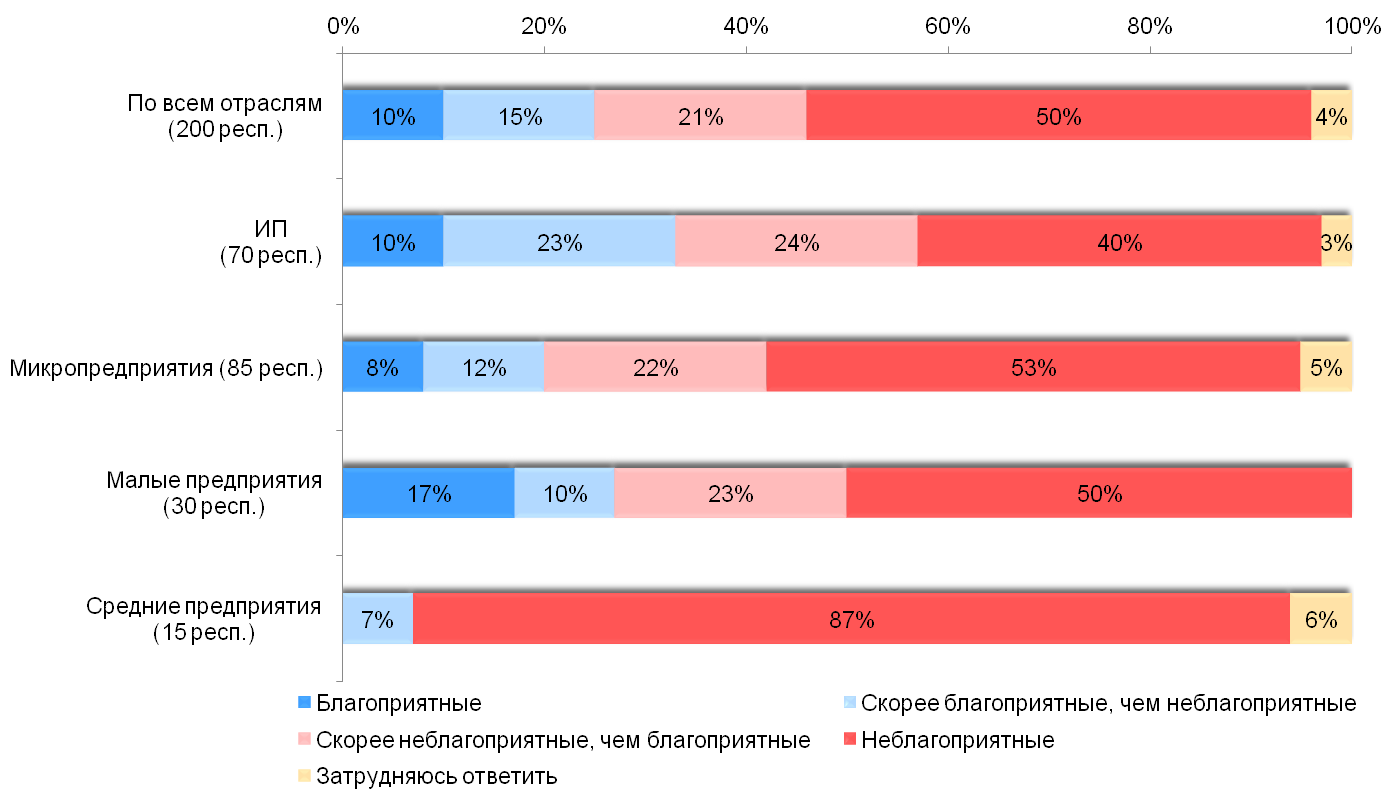 0% 20% 40% 60% 80% 100%
По всем отраслям
(200 респ.)
10% 15% 21% 50% 4%
ИП
(70 респ.)
10% 23% 24% 40% 3%
Микропредприятия (85 респ.)
8% 12% 22% 53% 5%
Малые предприятия
(30 респ.)
17% 10% 23% 50%
Средние предприятия
(15 респ.)
7% 87% 6%
Благоприятные
Скорее благоприятные, чем неблагоприятные
Скорее неблагоприятные, чем благоприятные
Неблагоприятные
Затрудняюсь ответить